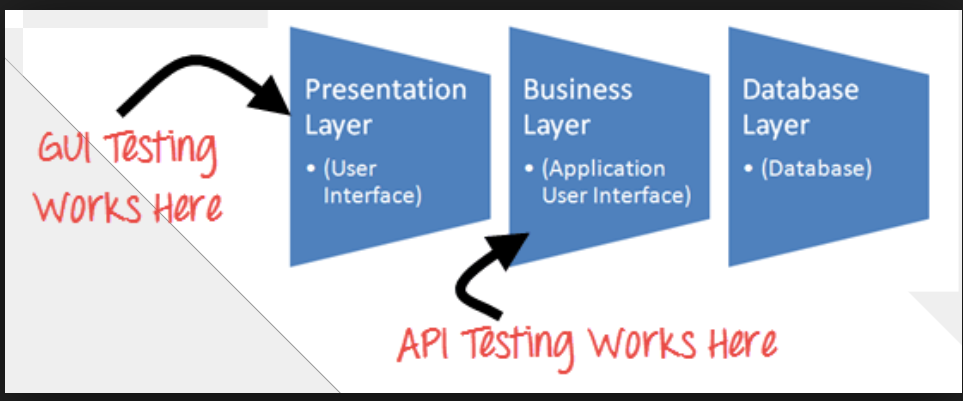 GUI Testing
Works Here
Presentation
Layer
• (User
Interface)
Business
Layer
• (Application
User Interface)
Database
Layer
• (Database)
API Testing Works Here